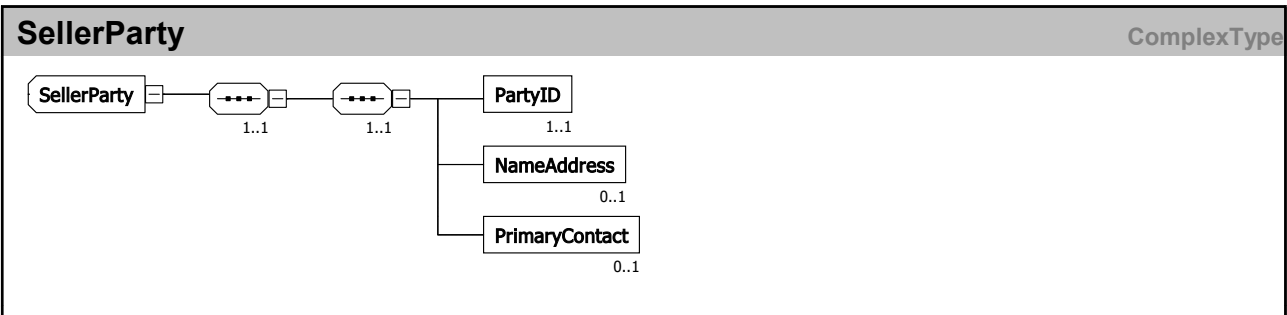 SellerParty ComplexType
SellerParty
1..1
1..1
PartyID
1..1
NameAddress
0..1
PrimaryContact
0..1